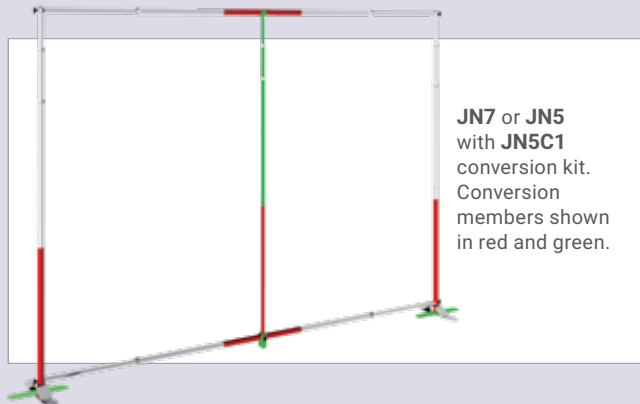 JN7 or JN5
with JN5C1
conversion kit.
Conversion
members shown
in red and green.